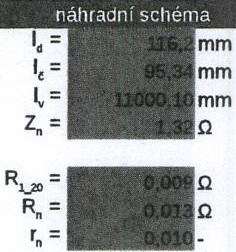 náhradní schéma
l_d = 116,2 mm
l_č = 95,34 mm
l_v = 11000,10 mm
Z_n = 1,32 Ω
R_1_20 = 0,009 Ω
R_n = 0,013 Ω
r_n = 0,010 -